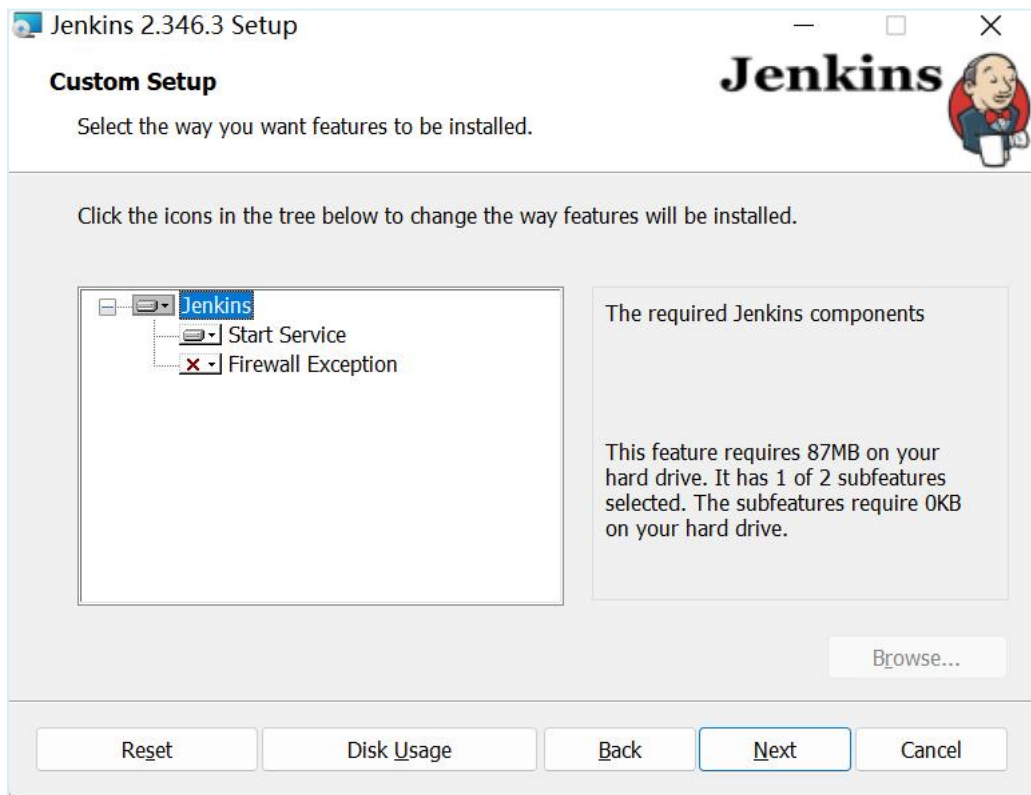 Jenkins 2.346.3 Setup
Custom Setup
Jenkins
Select the way you want features to be installed.
Click the icons in the tree below to change the way features will be installed.
Jenkins
Start Service
Firewall Exception
The required Jenkins components
This feature requires 87MB on your
hard drive. It has 1 of 2 subfeatures
selected. The subfeatures require 0KB
on your hard drive.
Browse...
Reset Disk Usage Back Next Cancel